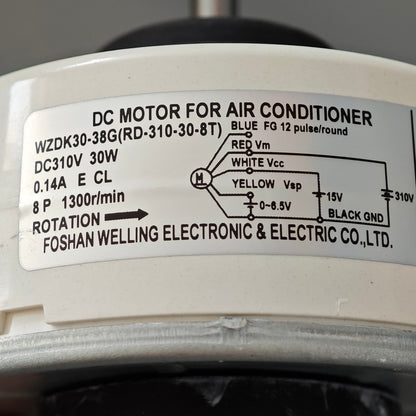 DC MOTOR FOR AIR CONDITIONER
WZDK30-38G(RD-310-30-8T)
DC310V 30W
0.14A E CL
8 P 1300r/min
ROTATION
BLUE FG 12 pulse/round
RED Vm
WHITE Vcc
M
YELLOW Vsp
15V
310V
0~6.5V
BLACK GND
FOSHAN WELLING ELECTRONIC & ELECTRIC CO.,LTD.